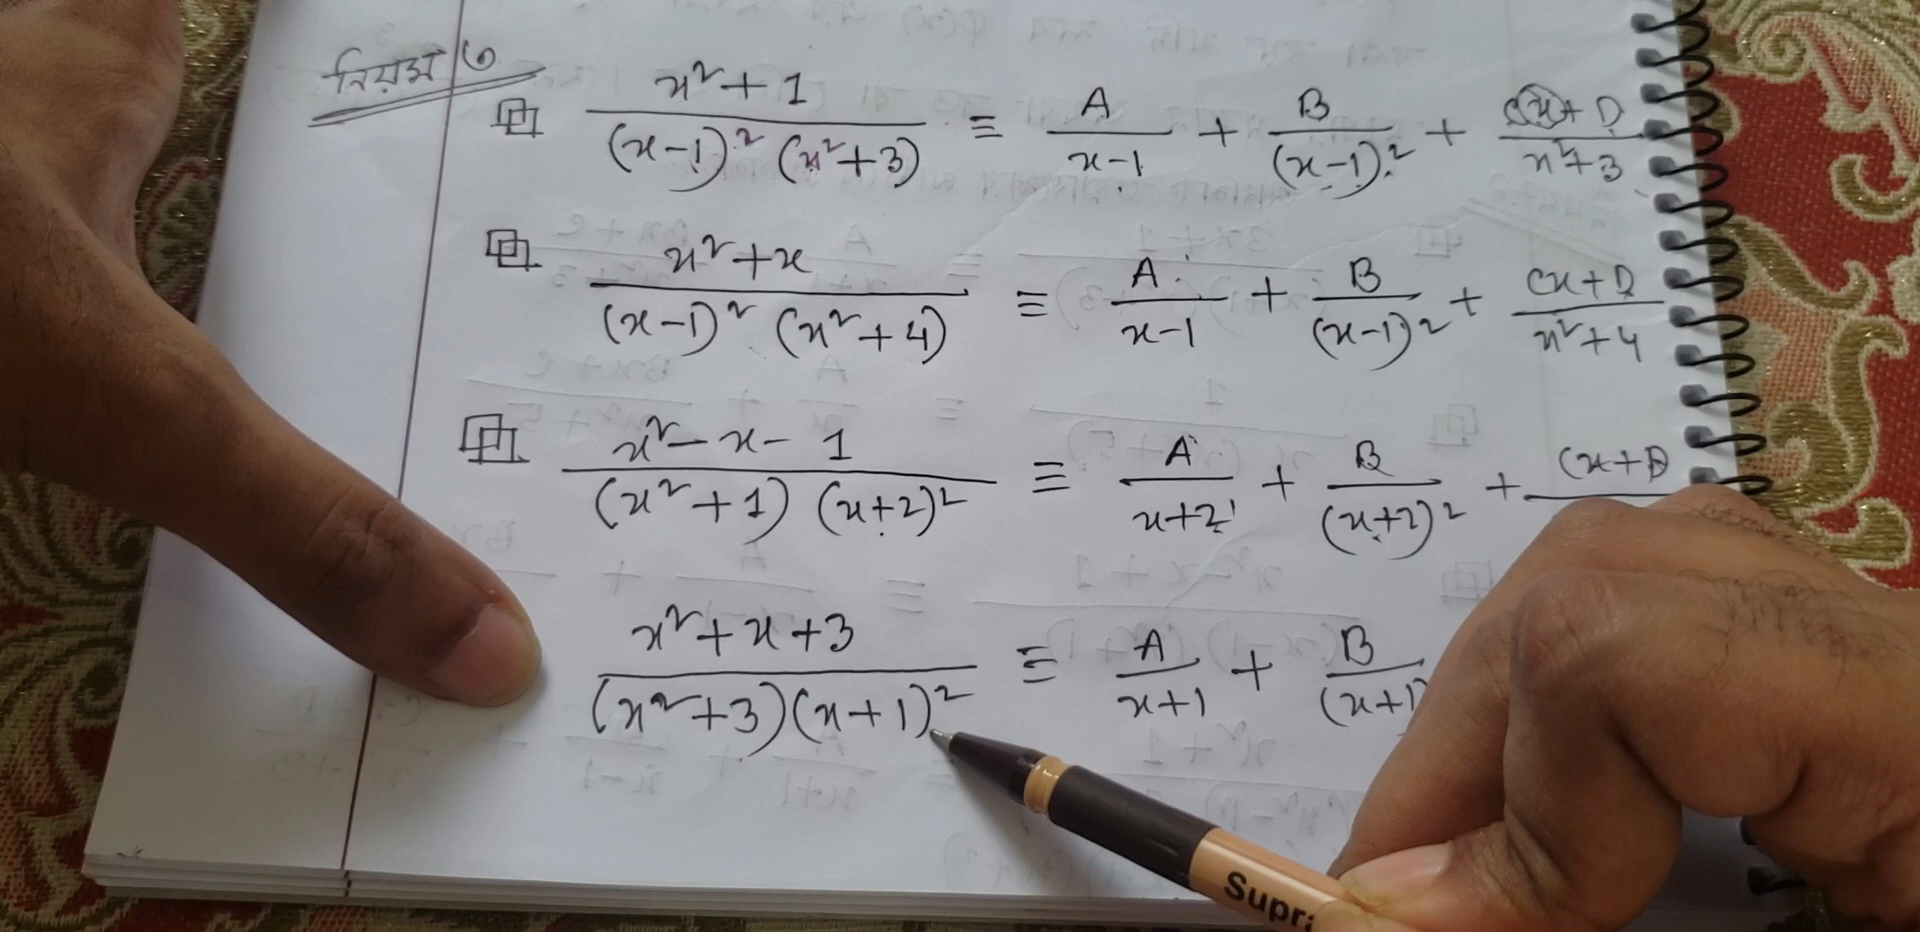 নিয়ম ৩
x²+1 / (x-1)² (x²+3) ≡ A / x-1 + B / (x-1)² + Cx+D / x²+3
x²+x / (x-1)² (x²+4) ≡ A / x-1 + B / (x-1)² + Cx+D / x²+4
x²-x-1 / (x²+1) (x+2)² ≡ A / x+2 + B / (x+2)² + Cx+D
x²+x+3 / (x²+3)(x+1)² ≡ A / x+1 + B / (x+1)
Supra